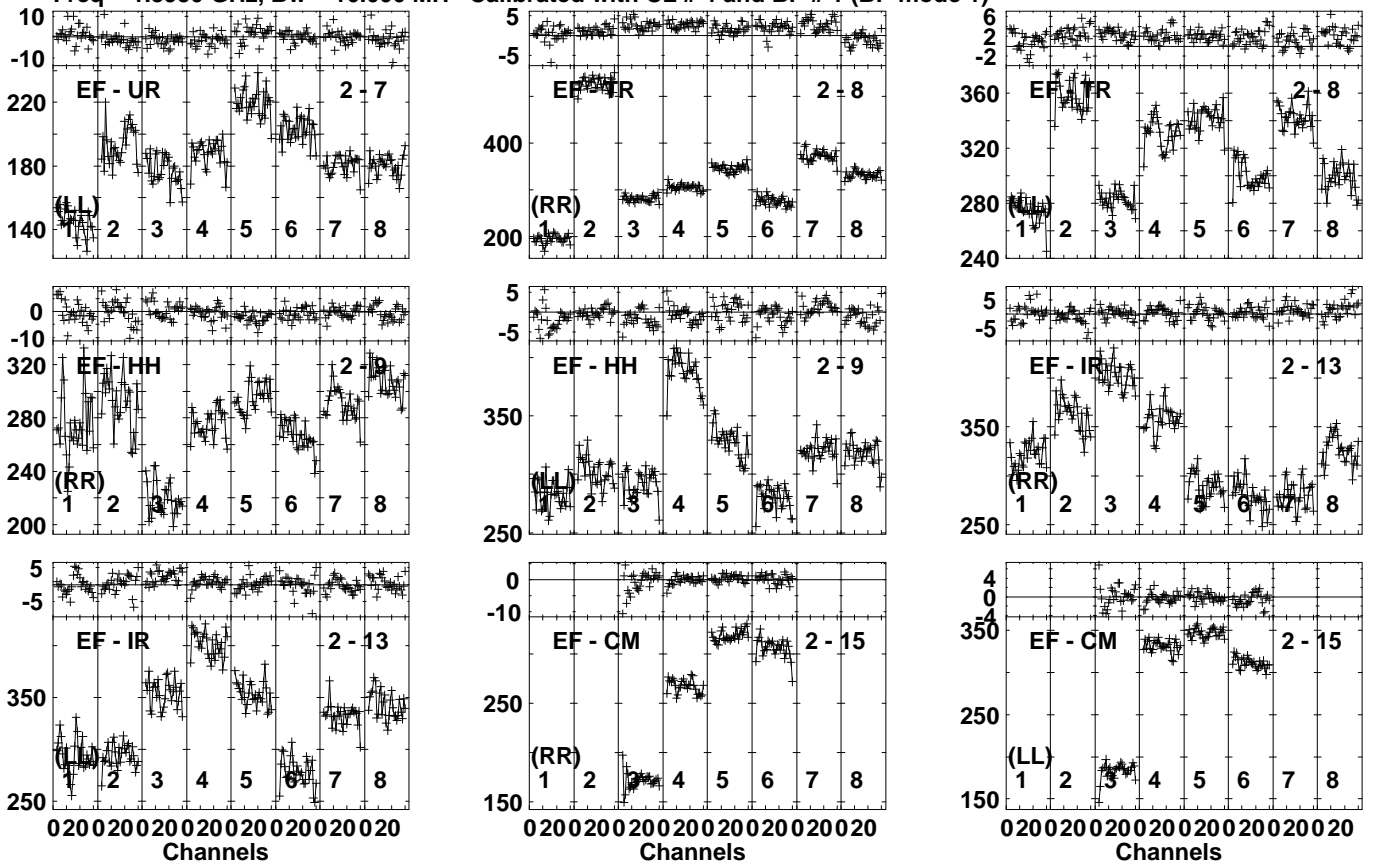 10
-10
EF - UR
2 - 7
220
180
140
(LL)
1 2 3 4 5 6 7 8
5
-5
EF - TR
2 - 8
400
200
(RR)
1 2 3 4 5 6 7 8
6
2
-2
EF - TR
2 - 8
360
320
280
240
(LL)
1 2 3 4 5 6 7 8
0
-10
EF - HH
2 - 9
320
280
240
200
(RR)
1 2 3 4 5 6 7 8
5
-5
EF - HH
2 - 9
350
250
(LL)
1 2 3 4 5 6 7 8
5
-5
EF - IR
2 - 13
350
250
(RR)
1 2 3 4 5 6 7 8
5
-5
EF - IR
2 - 13
350
250
(LL)
1 2 3 4 5 6 7 8
0 20 0 20 0 20 0 20 0 20 0 20 0 20 0 20
Channels
0
-10
EF - CM
2 - 15
250
150
(RR)
1 2 3 4 5 6 7 8
0 20 0 20 0 20 0 20 0 20 0 20 0 20 0 20
Channels
4
0
-4
EF - CM
2 - 15
350
250
150
(LL)
1 2 3 4 5 6 7 8
0 20 0 20 0 20 0 20 0 20 0 20 0 20 0 20
Channels